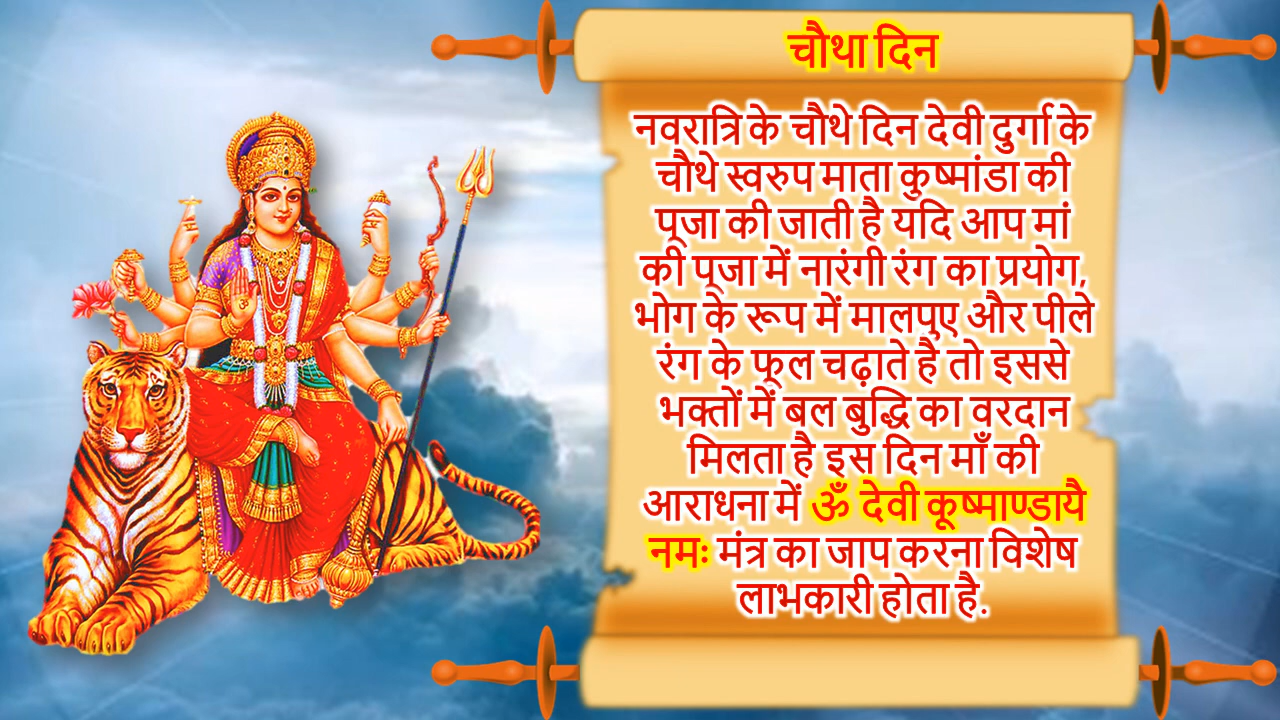 चौथा दिन
नवरात्रि के चौथे दिन देवी दुर्गा के
चौथे स्वरुप माता कुष्मांडा की
पूजा की जाती है यदि आप मां
की पूजा में नारंगी रंग का प्रयोग,
भोग के रूप में मालपुए और पीले
रंग के फूल चढ़ाते है तो इससे
भक्तों में बल बुद्धि का वरदान
मिलता है इस दिन माँ की
आराधना में ॐ देवी कूष्माण्डायै
नमः मंत्र का जाप करना विशेष
लाभकारी होता है.